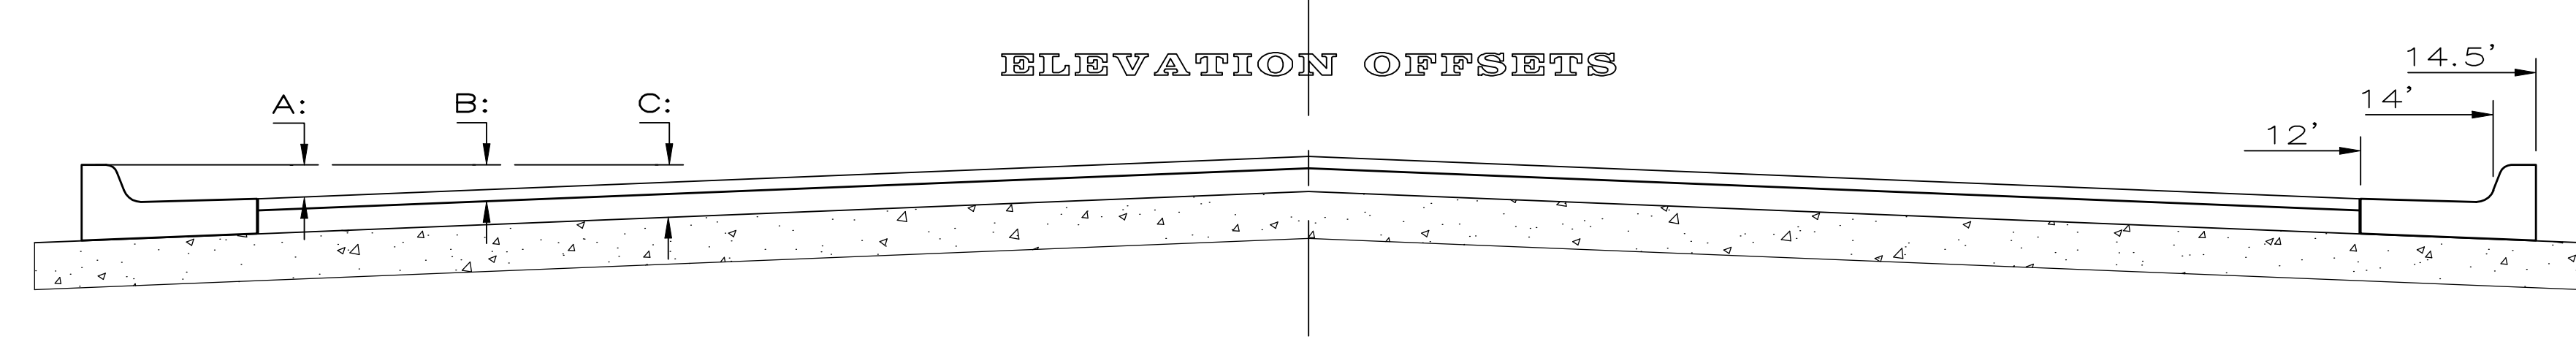 ELEVATION OFFSETS
14.5'
14'
12'
A: B: C: